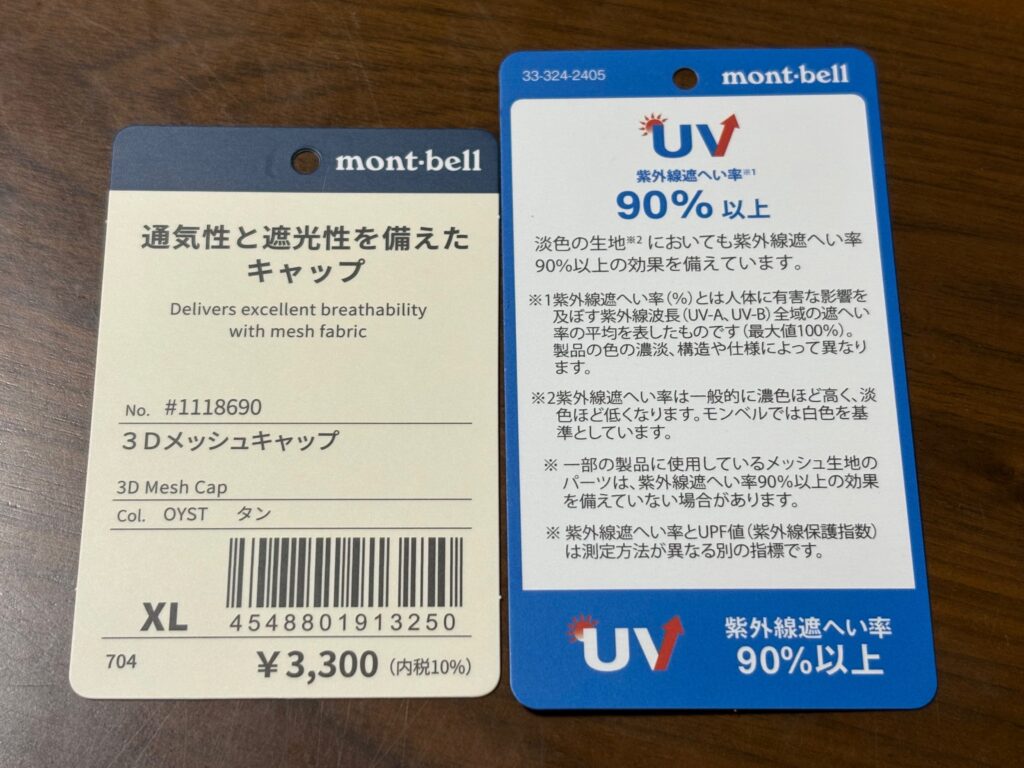 mont-bell
通気性と遮光性を備えた
キャップ
Delivers excellent breathability
with mesh fabric
No. #1118690
3Dメッシュキャップ
3D Mesh Cap
Col. OYST タン
XL
4548801913250
704
¥3,300(内税10%)
33-324-2405
mont-bell
UV
紫外線遮へい率※1
90%以上
淡色の生地※2 においても紫外線遮へい率
90%以上の効果を備えています。
※1紫外線遮へい率(%)とは人体に有害な影響を
及ぼす紫外線波長(UV-A、UV-B)全域の遮へい
率の平均を表したものです(最大値100%)。
製品の色の濃淡、構造や仕様によって異なり
ます。
※2紫外線遮へい率は一般的に濃色ほど高く、淡
色ほど低くなります。モンベルでは白色を基
準としています。
※ 一部の製品に使用しているメッシュ生地の
パーツは、紫外線遮へい率90%以上の効果
を備えていない場合があります。
※ 紫外線遮へい率とUPF値(紫外線保護指数)
は測定方法が異なる別の指標です。
UV
紫外線遮へい率
90%以上